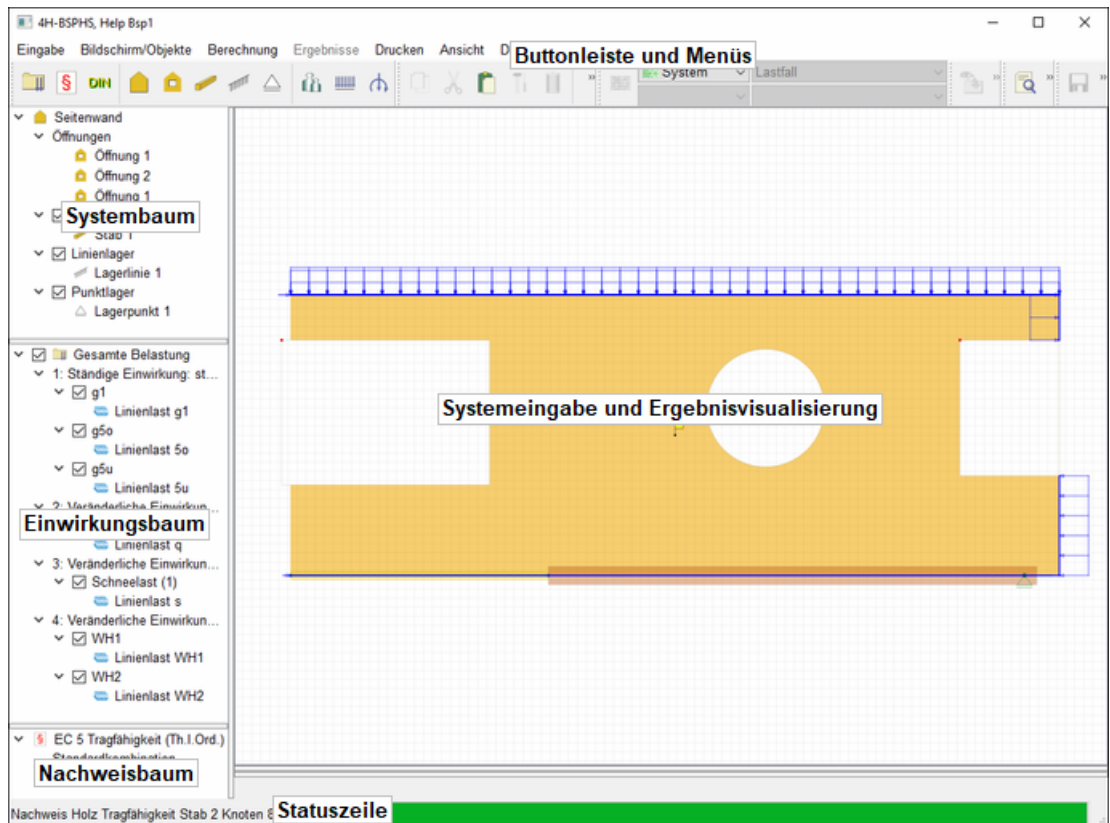 4H-BSPHS, Help Bsp1
Eingabe Bildschirm/Objekte Berechnung Ergebnisse Drucken Ansicht
Buttonleiste und Menüs
DIN
System
Lastfall
Seitenwand
Öffnungen
Öffnung 1
Öffnung 2
Öffnung 1
Systembaum
Stab 1
Linienlager
Lagerlinie 1
Punktlager
Lagerpunkt 1
Gesamte Belastung
1: Ständige Einwirkung: st...
g1
Linienlast g1
g5o
Linienlast 5o
g5u
Linienlast 5u
2: Veränderliche Einwirkun...
Einwirkungsbaum
Linienlast q
3: Veränderliche Einwirkun...
Schneelast (1)
Linienlast s
4: Veränderliche Einwirkun...
WH1
Linienlast WH1
WH2
Linienlast WH2
Systemeingabe und Ergebnisvisualisierung
§ EC 5 Tragfähigkeit (Th.I.Ord.)
Standardkombination
Nachweisbaum
Nachweis Holz Tragfähigkeit Stab 2 Knoten 8
Statuszeile